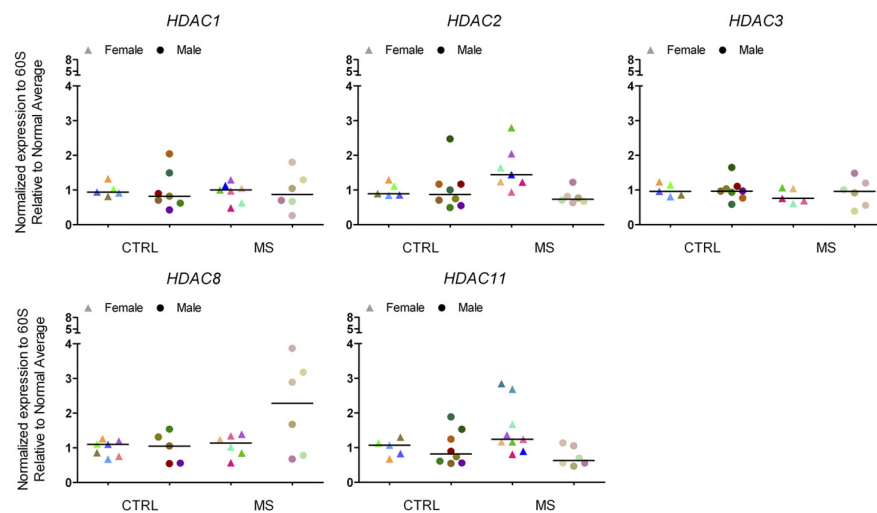 HDAC1
HDAC2
HDAC3
Female Male
Female Male
Female Male
Normalized expression to 60S
Relative to Normal Average
8
5
4
3
2
1
0
8
5
4
3
2
1
0
8
5
4
3
2
1
0
CTRL MS
CTRL MS
CTRL MS
HDAC8
HDAC11
Female Male
Female Male
Normalized expression to 60S
Relative to Normal Average
8
5
4
3
2
1
0
8
5
4
3
2
1
0
CTRL MS
CTRL MS